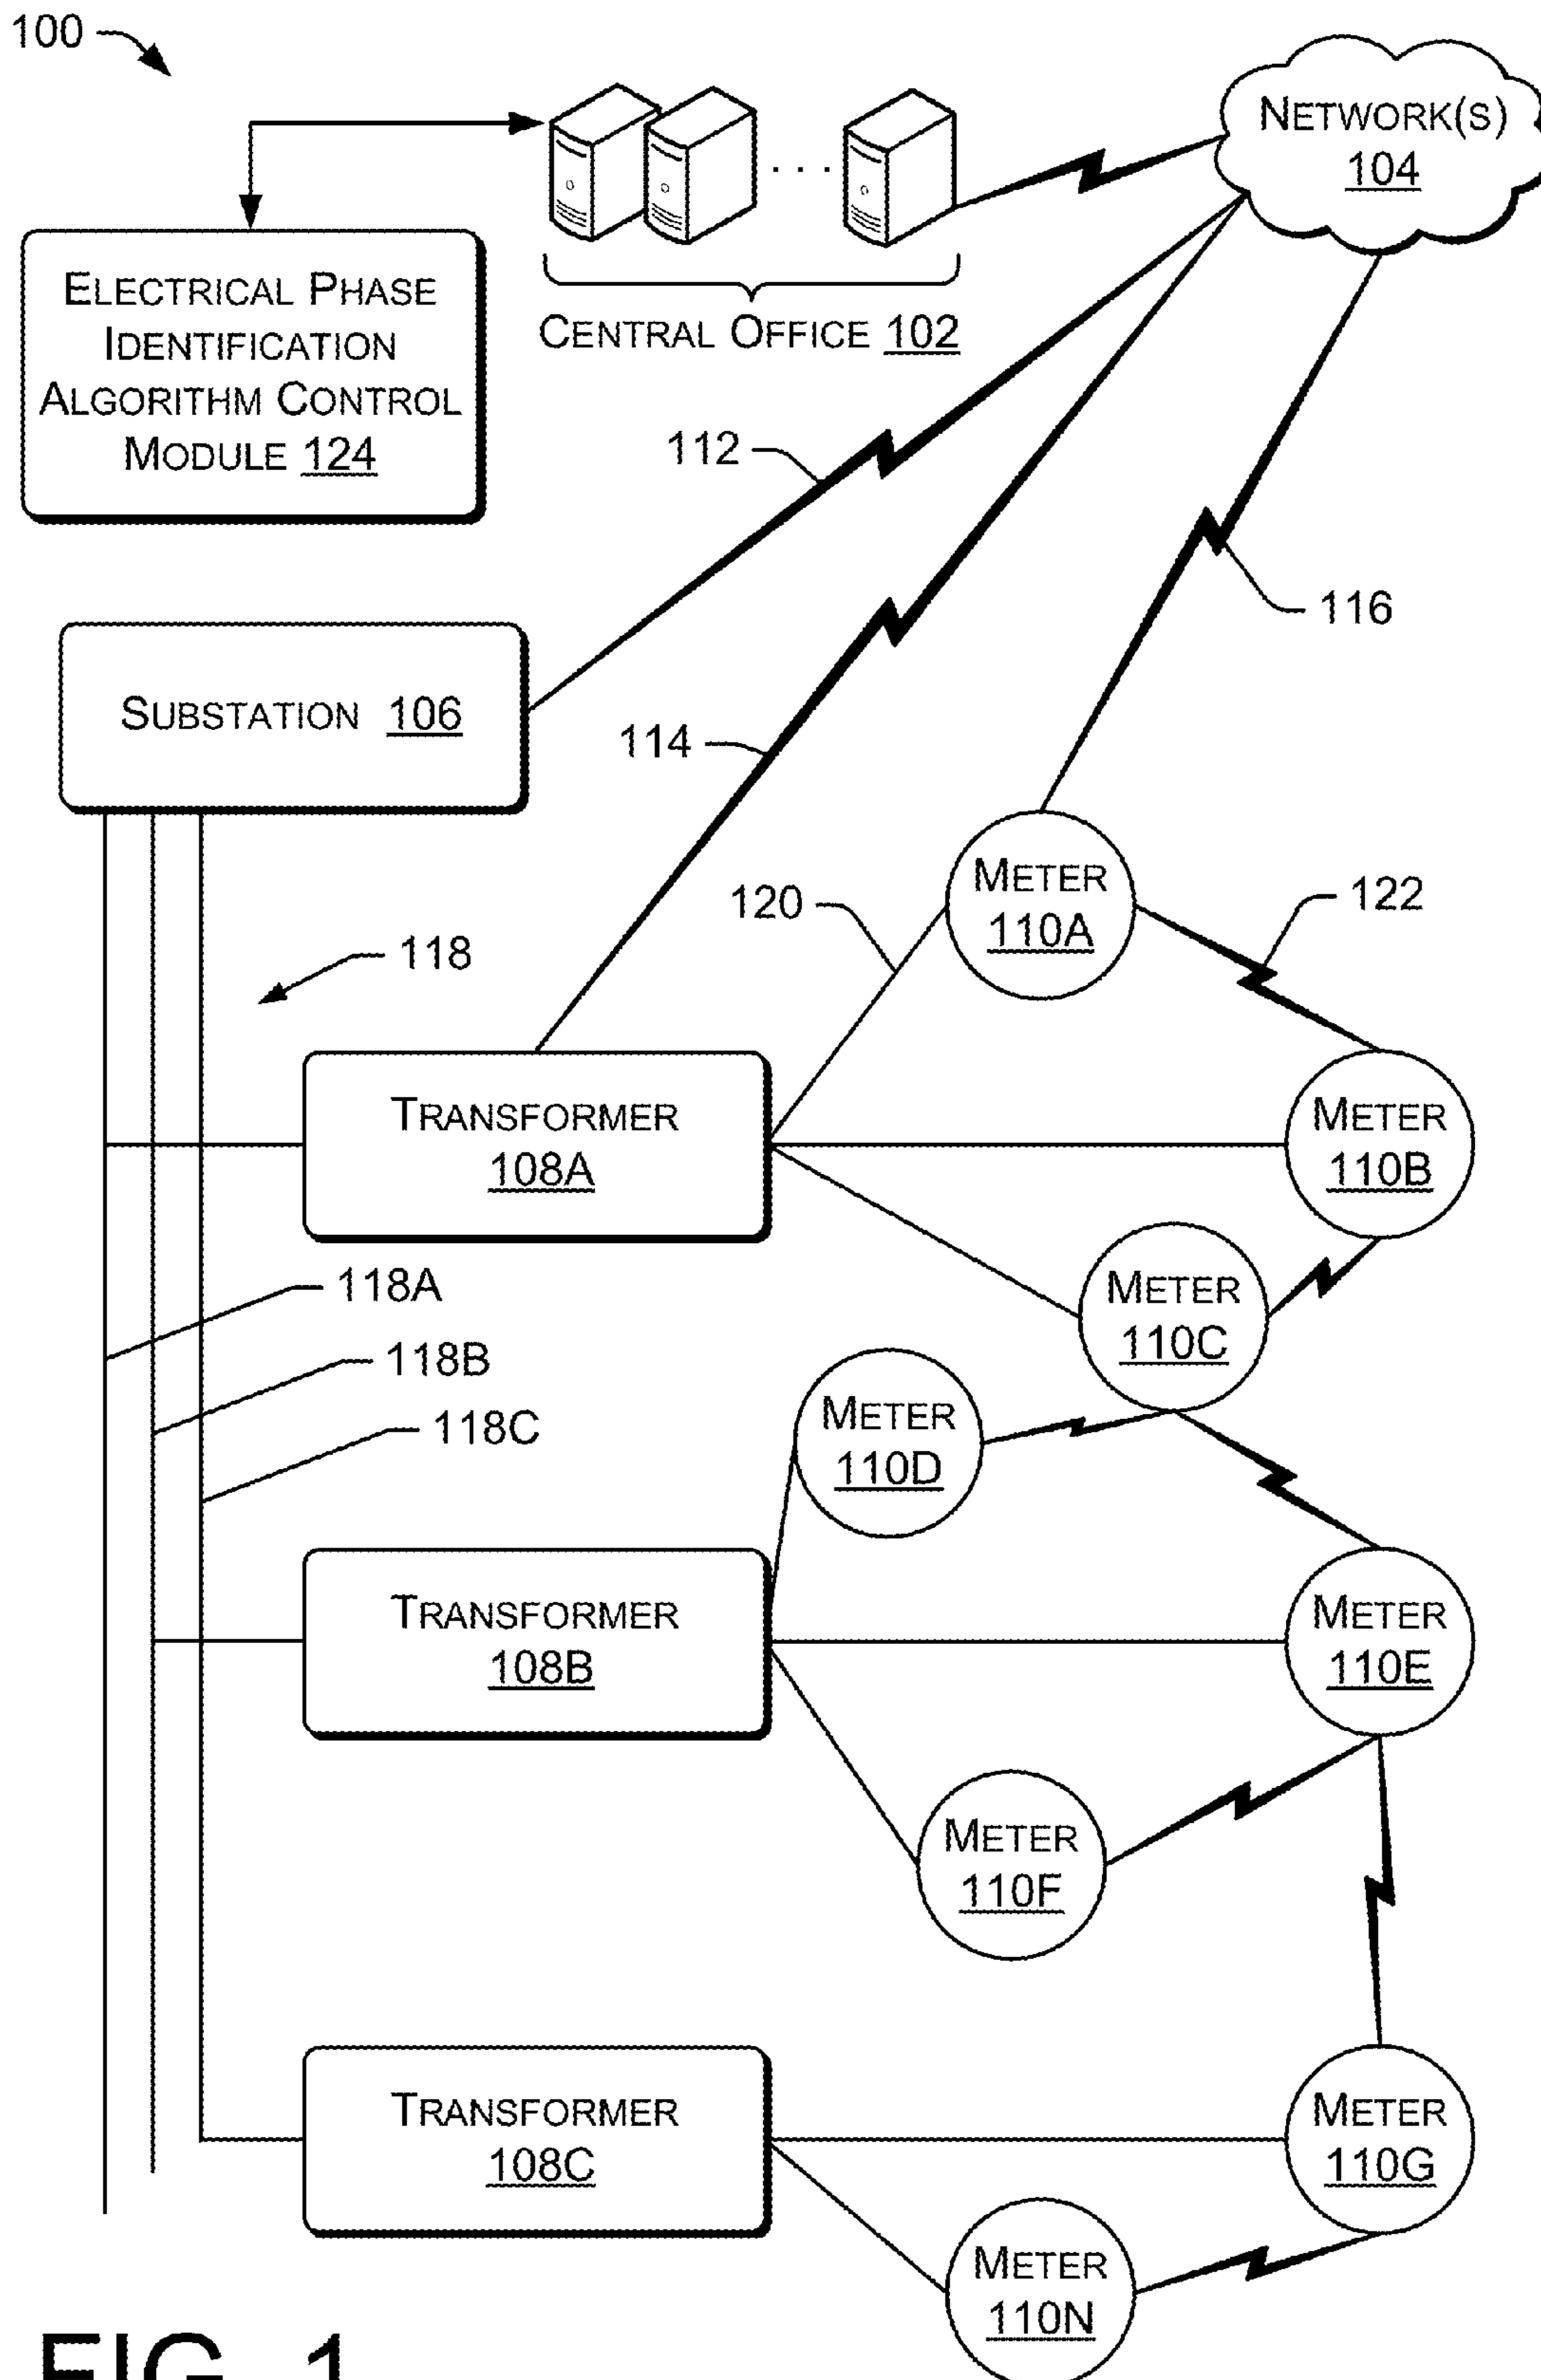 100
NETWORK(S)
104
ELECTRICAL PHASE
IDENTIFICATION
ALGORITHM CONTROL
MODULE 124
CENTRAL OFFICE 102
112
116
SUBSTATION 106
114
METER
110A
120
122
118
TRANSFORMER
108A
METER
110B
118A
METER
110C
118B
118C
METER
110D
TRANSFORMER
108B
METER
110E
METER
110F
TRANSFORMER
108C
METER
110G
METER
110N
FIG. 1